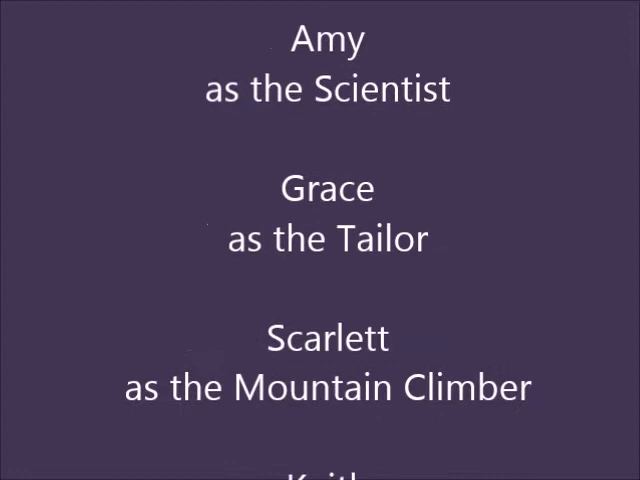 Amy
as the Scientist
Grace
as the Tailor
Scarlett
as the Mountain Climber